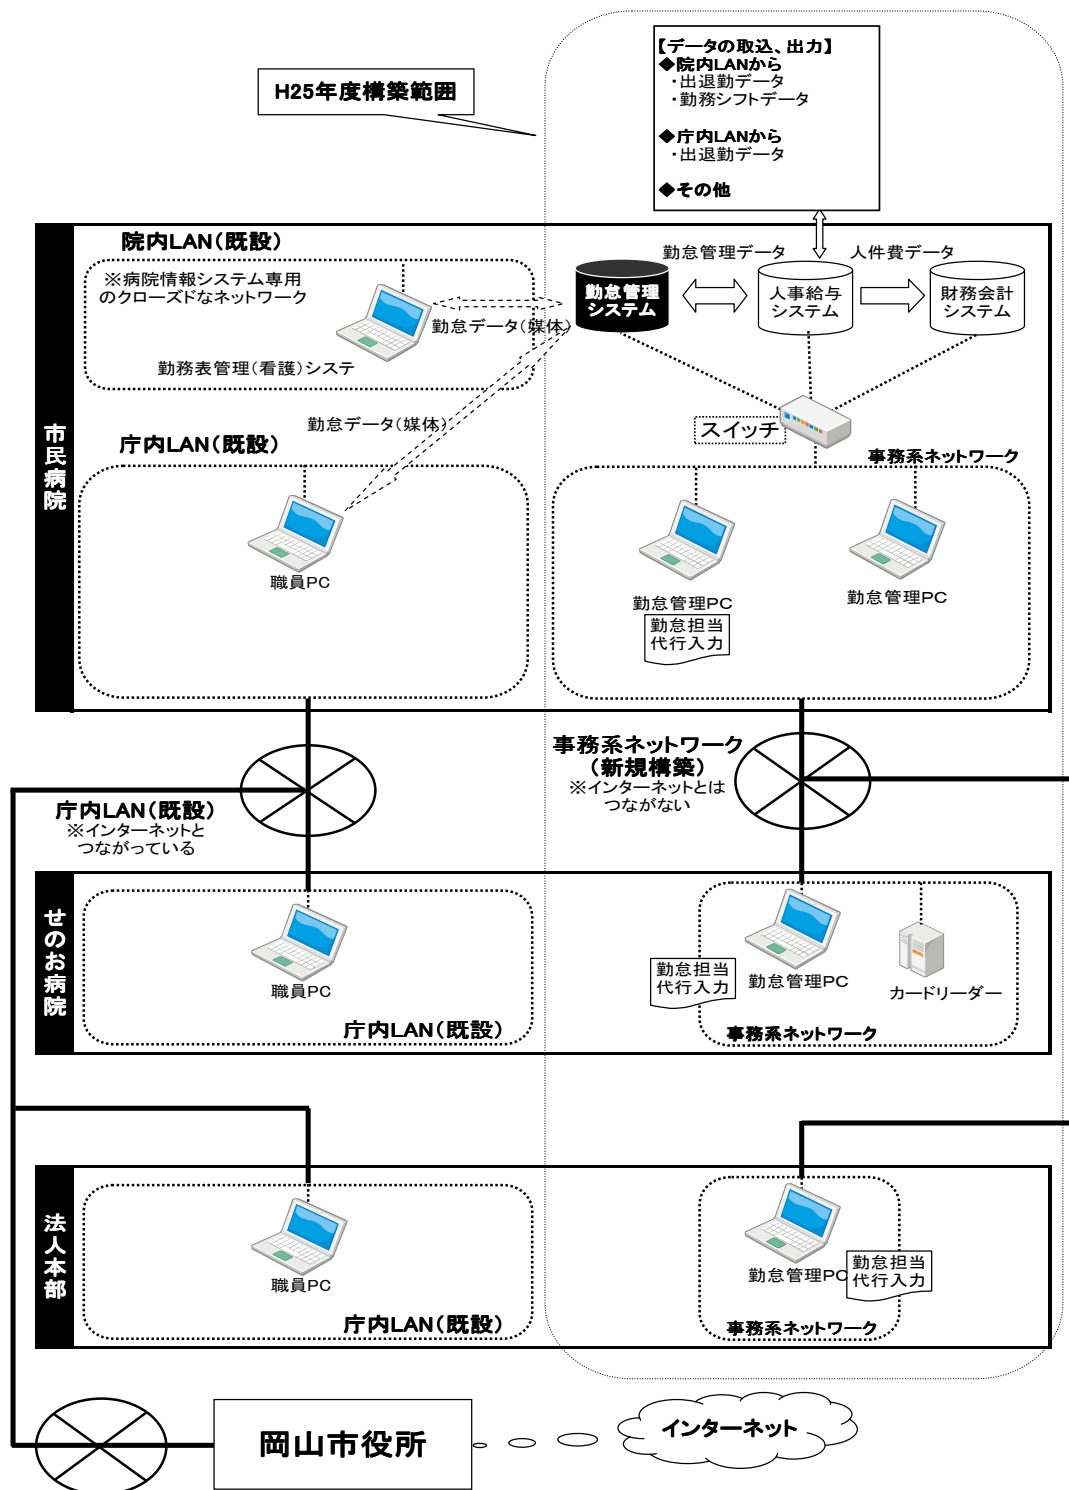 【データの取込、出力】
◆院内LANから
・出退勤データ
・勤務シフトデータ
◆庁内LANから
・出退勤データ
◆その他
H25年度構築範囲
市民病院
院内LAN(既設)
※病院情報システム専用
のクローズドなネットワーク
勤務表管理(看護)システ
勤怠データ(媒体)
勤怠管理データ
人件費データ
勤怠管理
システム
人事給与
システム
財務会計
システム
勤怠データ(媒体)
スイッチ
庁内LAN(既設)
職員PC
事務系ネットワーク
勤怠管理PC
勤怠担当
代行入力
勤怠管理PC
庁内LAN(既設)
※インターネットと
つながっている
事務系ネットワーク
(新規構築)
※インターネットとは
つながない
せのお病院
職員PC
庁内LAN(既設)
勤怠担当
代行入力
勤怠管理PC
カードリーダー
事務系ネットワーク
法人本部
職員PC
庁内LAN(既設)
勤怠管理PC
勤怠担当
代行入力
事務系ネットワーク
岡山市役所
インターネット